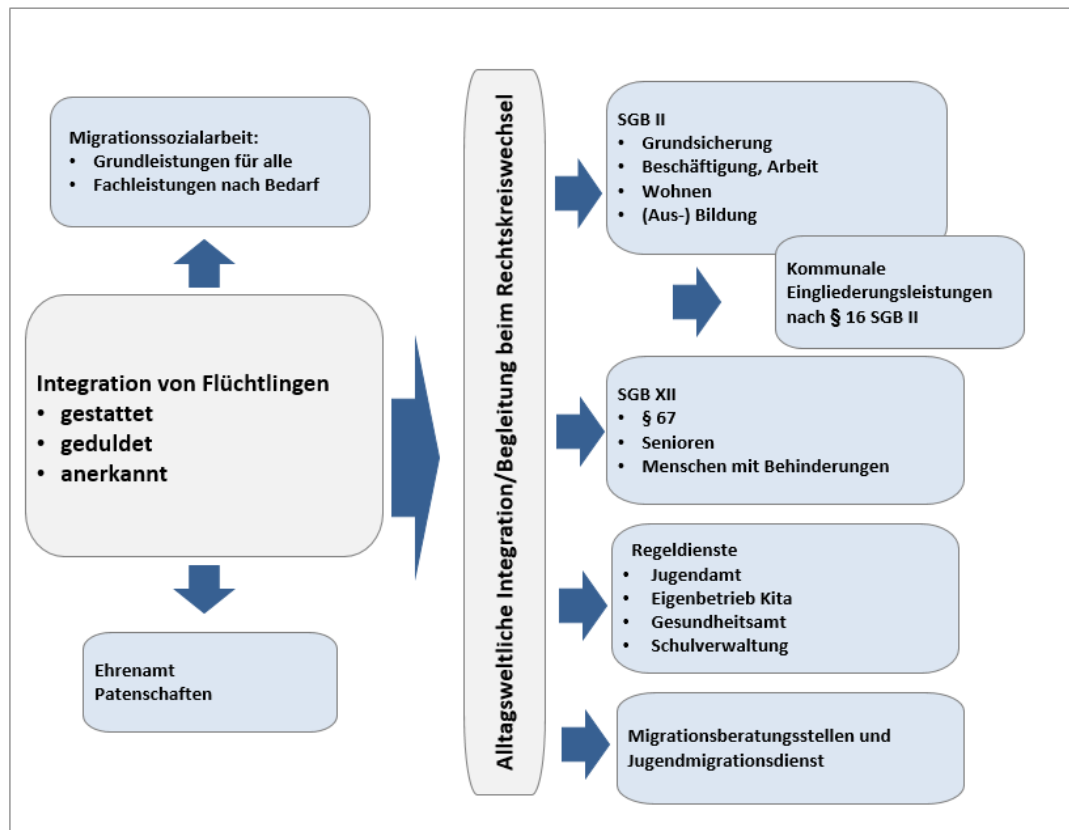 Migrationssozialarbeit:
• Grundleistungen für alle
• Fachleistungen nach Bedarf
Integration von Flüchtlingen
• gestattet
• geduldet
• anerkannt
Ehrenamt
Patenschaften
Alltagsweltliche Integration/Begleitung beim Rechtskreiswechsel
SGB II
• Grundsicherung
• Beschäftigung, Arbeit
• Wohnen
• (Aus-) Bildung
Kommunale
Eingliederungsleistungen
nach § 16 SGB II
SGB XII
• § 67
• Senioren
• Menschen mit Behinderungen
Regeldienste
• Jugendamt
• Eigenbetrieb Kita
• Gesundheitsamt
• Schulverwaltung
Migrationsberatungsstellen und
Jugendmigrationsdienst